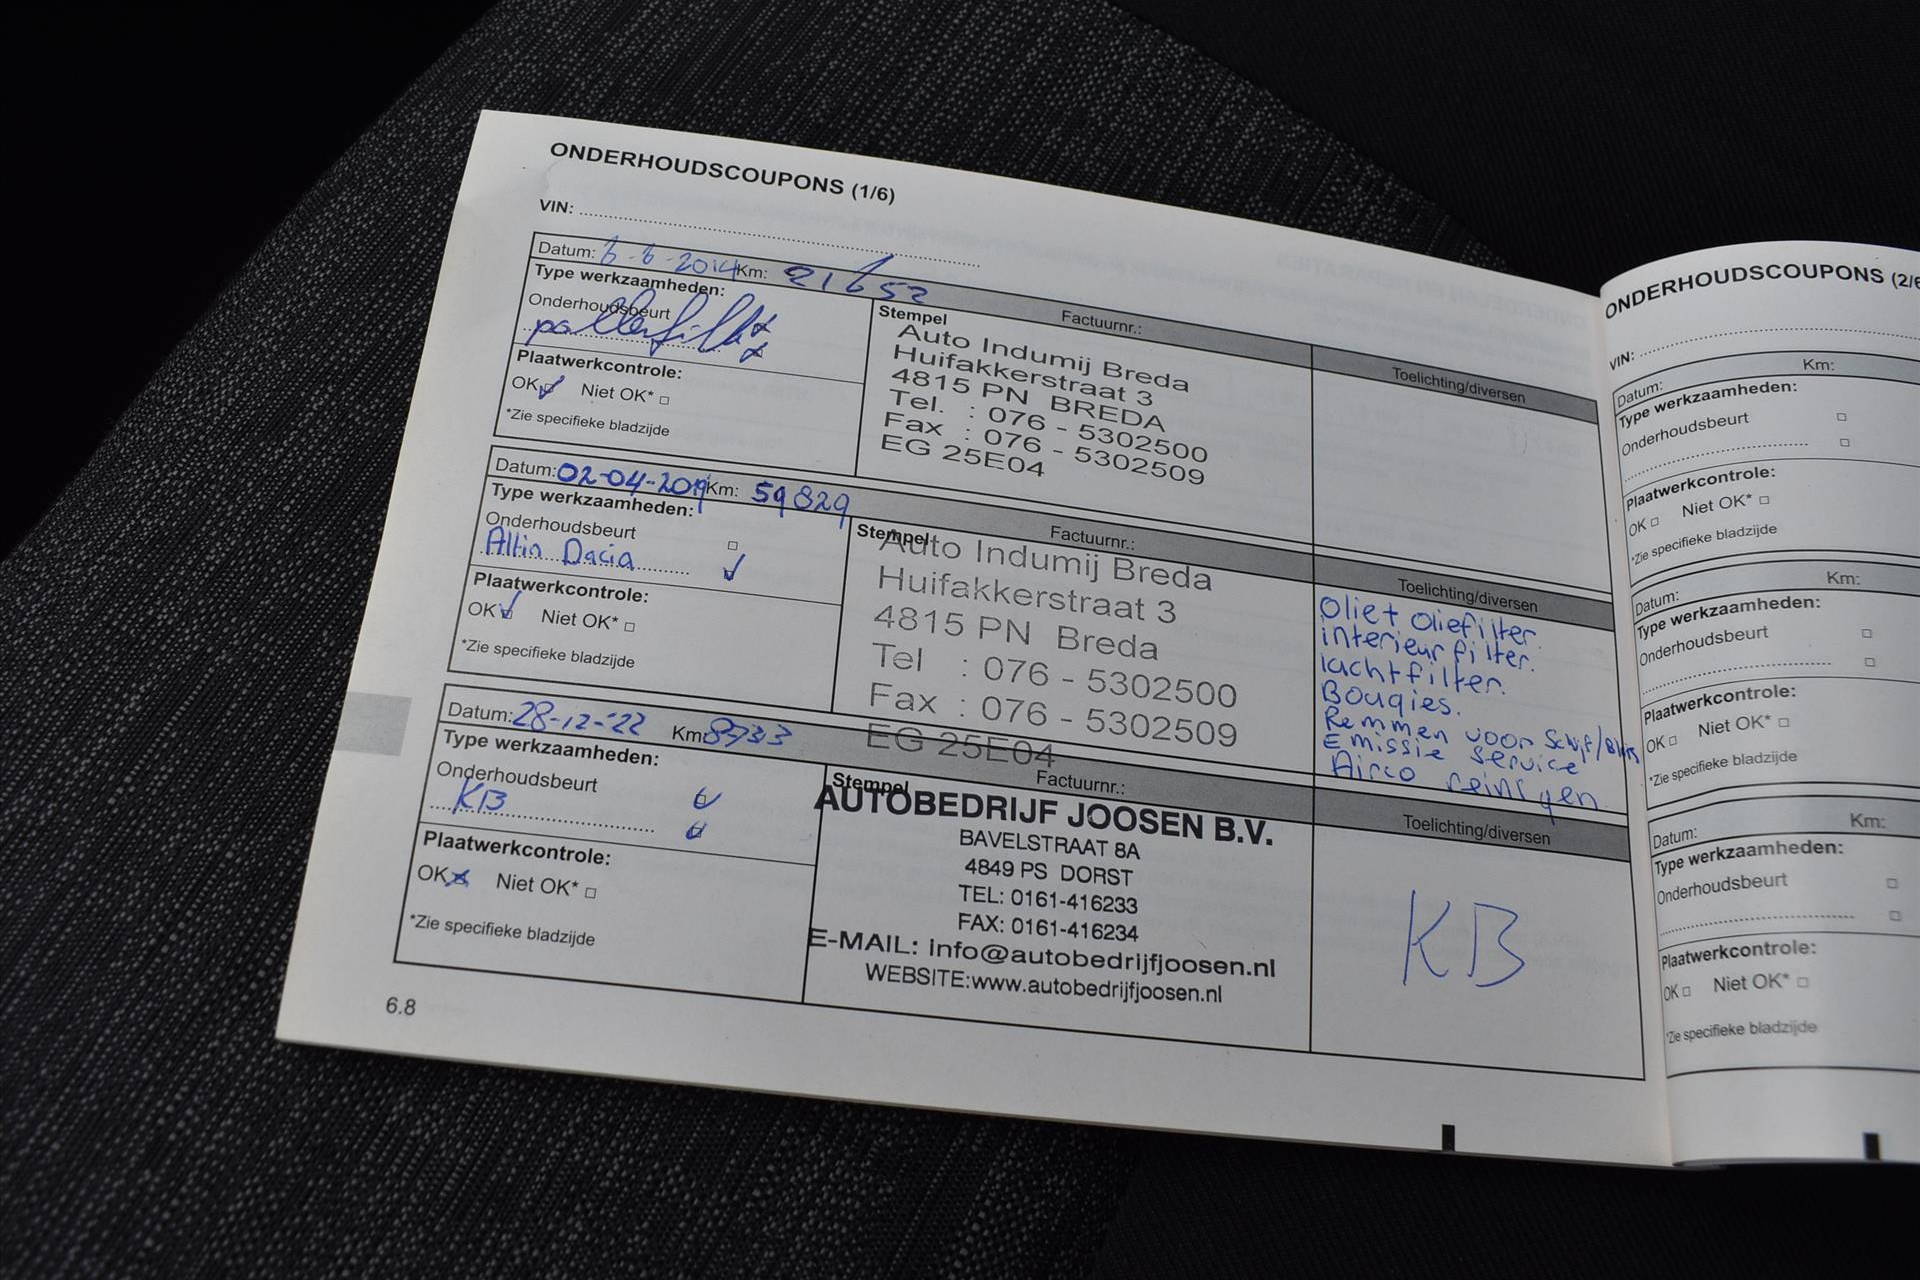 ONDERHOUDSCOUPONS (1/6)
VIN:
Datum: 6-6-2014 Km: 21652
Type werkzaamheden:
Onderhoudsbeurt
pollenfilter
Plaatwerkcontrole:
OK Niet OK*
*Zie specifieke bladzijde
Factuurnr.:
Stempel
Auto Indumij Breda
Huifakkerstraat 3
4815 PN BREDA
Tel. : 076 - 5302500
Fax : 076 - 5302509
EG 25E04
Toelichting/diversen
Datum: 02-04-2019 Km: 59829
Type werkzaamheden:
Onderhoudsbeurt
Altin Dacia
Plaatwerkcontrole:
OK Niet OK*
*Zie specifieke bladzijde
Factuurnr.:
Stempel
Auto Indumij Breda
Huifakkerstraat 3
4815 PN Breda
Tel : 076 - 5302500
Fax : 076 - 5302509
EG 25E04
Toelichting/diversen
Olie + oliefilter
interieurfilter.
luchtfilter.
Bougies.
Remmen voor Schijf/
Emissie service
Airco reinigen
Datum: 28-12-'22 Km
Type werkzaamheden:
Onderhoudsbeurt
KB
Plaatwerkcontrole:
OK Niet OK*
*Zie specifieke bladzijde
Factuurnr.:
Stempel
AUTOBEDRIJF JOOSEN B.V.
BAVELSTRAAT 8A
4849 PS DORST
TEL: 0161-416233
FAX: 0161-416234
E-MAIL: info@autobedrijfjoosen.nl
WEBSITE:www.autobedrijfjoosen.nl
Toelichting/diversen
KB
6.8
ONDERHOUDSCOUPONS (2/6
VIN:
Datum: Km:
Type werkzaamheden:
Onderhoudsbeurt
Plaatwerkcontrole:
OK Niet OK*
*Zie specifieke bladzijde
Datum: Km:
Type werkzaamheden:
Onderhoudsbeurt
Plaatwerkcontrole:
OK Niet OK*
*Zie specifieke bladzijde
Datum: Km:
Type werkzaamheden:
Onderhoudsbeurt
Plaatwerkcontrole:
OK Niet OK*
*Zie specifieke bladzijde